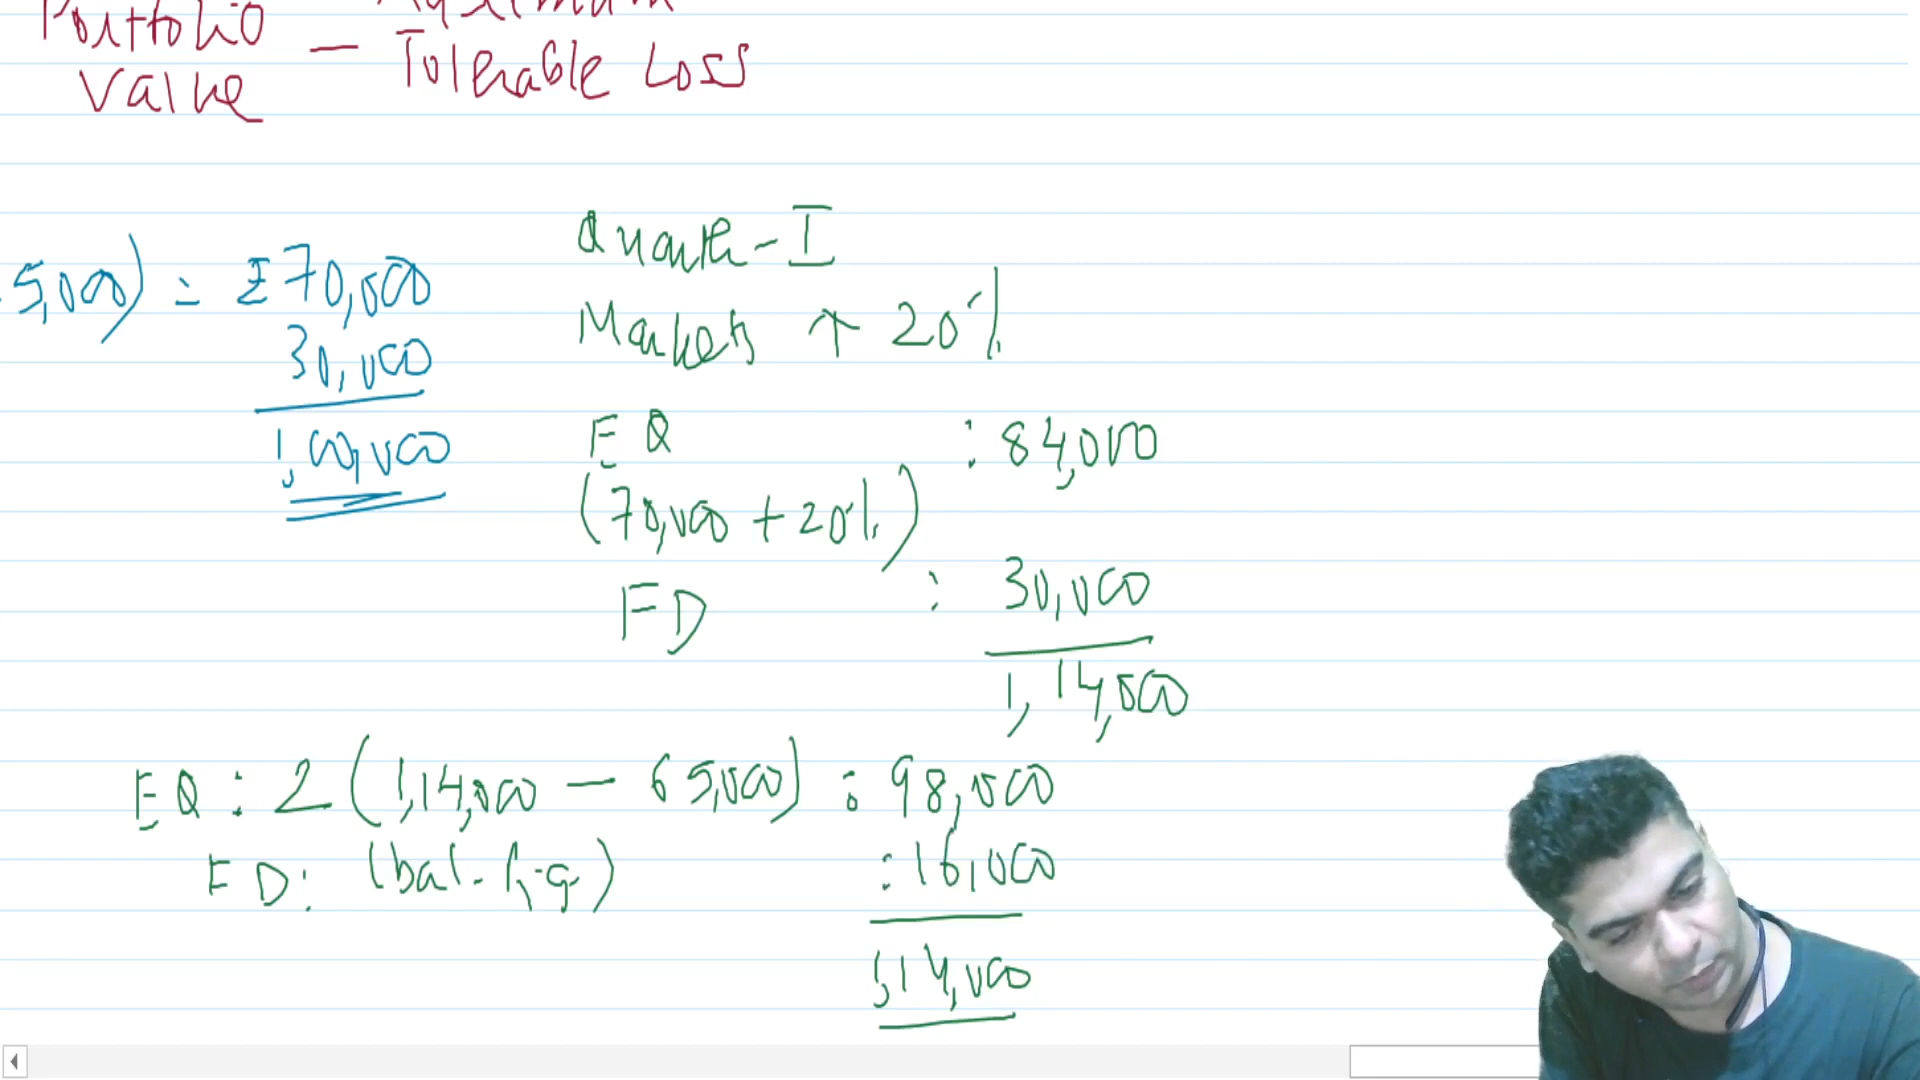 Portfolio Value – Maximum Tolerable Loss
5,000) = ₹70,000
30,000
1,00,000
Quarter-I
Markets ↑ 20%
EQ : 84,000
(70,000 + 20%)
FD : 30,000
1,14,000
EQ : 2 (1,14,000 – 65,000) : 98,000
FD: (bal. fig) : 16,000
1,14,000